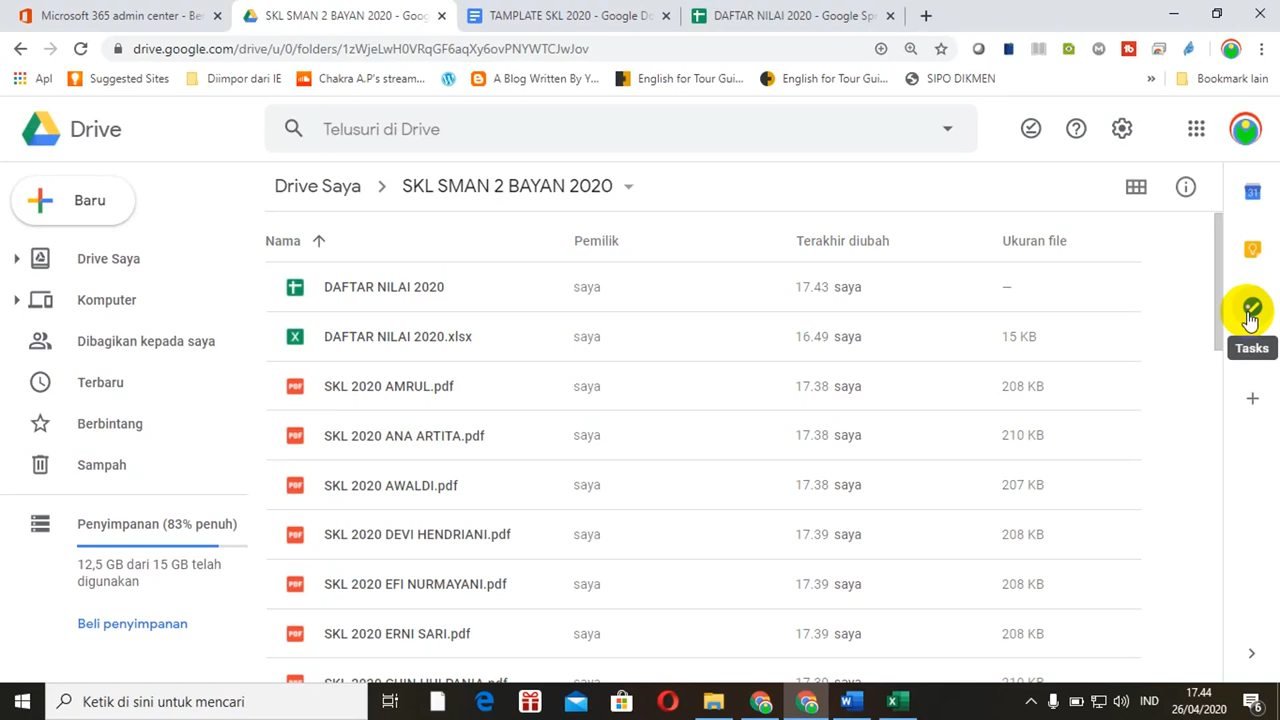 Microsoft 365 admin center - Be
SKL SMAN 2 BAYAN 2020 - Goo
TAMPLATE SKL 2020 - Google Do
DAFTAR NILAI 2020 - Google Spr
drive.google.com/drive/u/0/folders/1zWjeLwH0VRqGF6aqXy6ovPNYWTCJwJov
Apl
Suggested Sites
Diimpor dari IE
Chakra A.P's stream...
A Blog Written By Y...
English for Tour Gui...
English for Tour Gui...
SIPO DIKMEN
»
Bookmark lain
Drive
Telusuri di Drive
Baru
Drive Saya > SKL SMAN 2 BAYAN 2020
31
Nama Pemilik Terakhir diubah Ukuran file
Drive Saya
Komputer
Dibagikan kepada saya
Terbaru
Berbintang
Sampah
Penyimpanan (83% penuh)
12,5 GB dari 15 GB telah
digunakan
Beli penyimpanan
DAFTAR NILAI 2020 saya 17.43 saya —
DAFTAR NILAI 2020.xlsx saya 16.49 saya 15 KB
SKL 2020 AMRUL.pdf saya 17.38 saya 208 KB
SKL 2020 ANA ARTITA.pdf saya 17.38 saya 210 KB
SKL 2020 AWALDI.pdf saya 17.38 saya 207 KB
SKL 2020 DEVI HENDRIANI.pdf saya 17.39 saya 208 KB
SKL 2020 EFI NURMAYANI.pdf saya 17.39 saya 208 KB
SKL 2020 ERNI SARI.pdf saya 17.39 saya 208 KB
Tasks
Ketik di sini untuk mencari
IND
17.44
26/04/2020
6